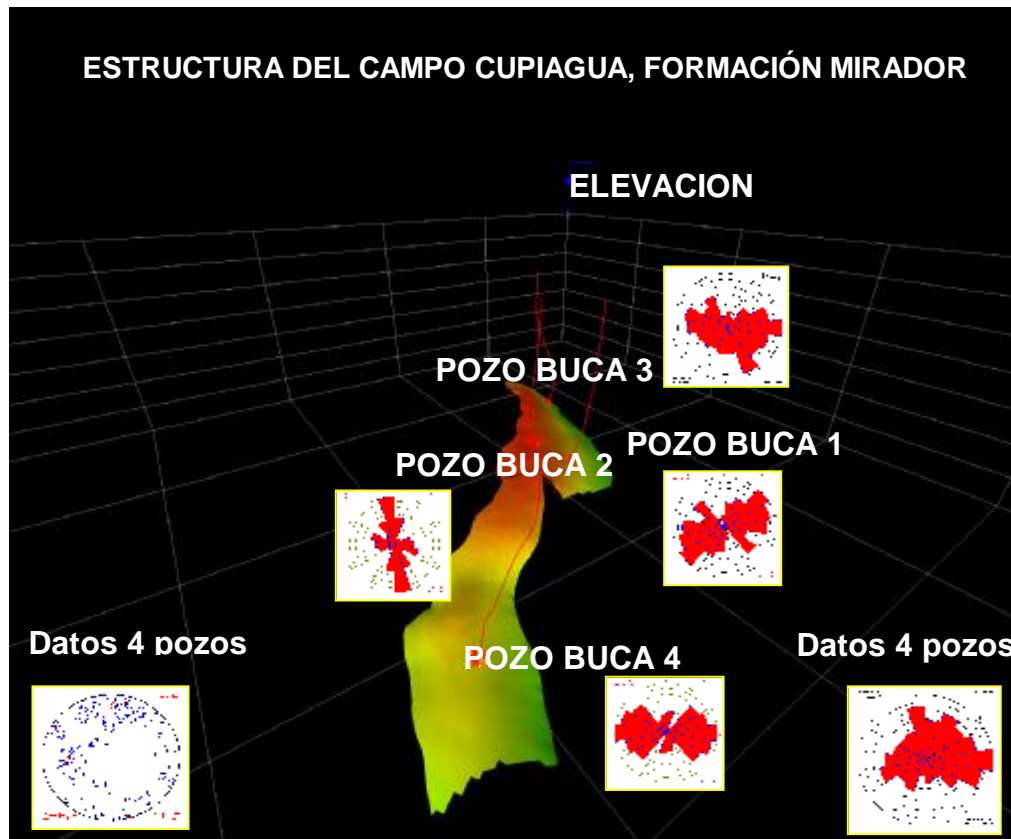 ESTRUCTURA DEL CAMPO CUPIAGUA, FORMACIÓN MIRADOR
ELEVACION
POZO BUCA 3
POZO BUCA 1
POZO BUCA 2
Datos 4 pozos
POZO BUCA 4
Datos 4 pozos